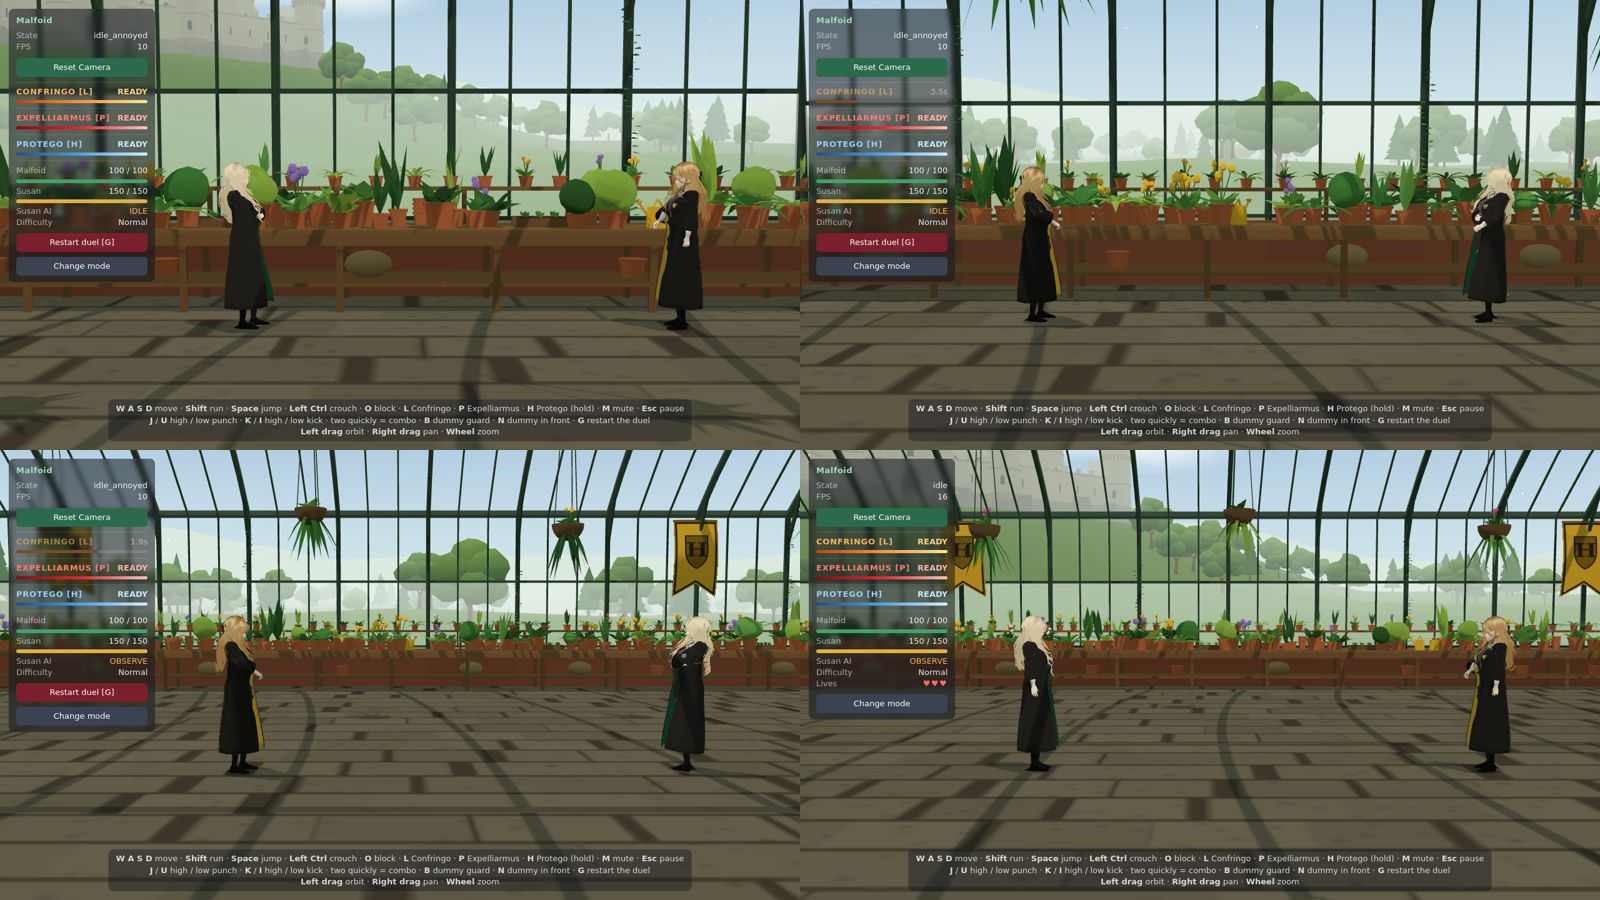 Malfoid
State idle_annoyed
FPS 10
Reset Camera
CONFRINGO [L] READY
EXPELLIARMUS [P] READY
PROTEGO [H] READY
Malfoid 100 / 100
Susan 150 / 150
Susan AI IDLE
Difficulty Normal
Restart duel [G]
Change mode
W A S D move · Shift run · Space jump · Left Ctrl crouch · O block · L Confringo · P Expelliarmus · H Protego (hold) · M mute · Esc pause
J / U high / low punch · K / I high / low kick · two quickly = combo · B dummy guard · N dummy in front · G restart the duel
Left drag orbit · Right drag pan · Wheel zoom
Malfoid
State idle_annoyed
FPS 10
Reset Camera
CONFRINGO [L] 3.5s
EXPELLIARMUS [P] READY
PROTEGO [H] READY
Malfoid 100 / 100
Susan 150 / 150
Susan AI IDLE
Difficulty Normal
Restart duel [G]
Change mode
W A S D move · Shift run · Space jump · Left Ctrl crouch · O block · L Confringo · P Expelliarmus · H Protego (hold) · M mute · Esc pause
J / U high / low punch · K / I high / low kick · two quickly = combo · B dummy guard · N dummy in front · G restart the duel
Left drag orbit · Right drag pan · Wheel zoom
Malfoid
State idle_annoyed
FPS 10
Reset Camera
CONFRINGO [L] 1.9s
EXPELLIARMUS [P] READY
PROTEGO [H] READY
Malfoid 100 / 100
Susan 150 / 150
Susan AI OBSERVE
Difficulty Normal
Restart duel [G]
Change mode
H
W A S D move · Shift run · Space jump · Left Ctrl crouch · O block · L Confringo · P Expelliarmus · H Protego (hold) · M mute · Esc pause
J / U high / low punch · K / I high / low kick · two quickly = combo · B dummy guard · N dummy in front · G restart the duel
Left drag orbit · Right drag pan · Wheel zoom
Malfoid
State idle
FPS 16
Reset Camera
CONFRINGO [L] READY
EXPELLIARMUS [P] READY
PROTEGO [H] READY
Malfoid 100 / 100
Susan 150 / 150
Susan AI OBSERVE
Difficulty Normal
Lives ♥♥♥
Change mode
H
H
W A S D move · Shift run · Space jump · Left Ctrl crouch · O block · L Confringo · P Expelliarmus · H Protego (hold) · M mute · Esc pause
J / U high / low punch · K / I high / low kick · two quickly = combo · B dummy guard · N dummy in front · G restart the duel
Left drag orbit · Right drag pan · Wheel zoom